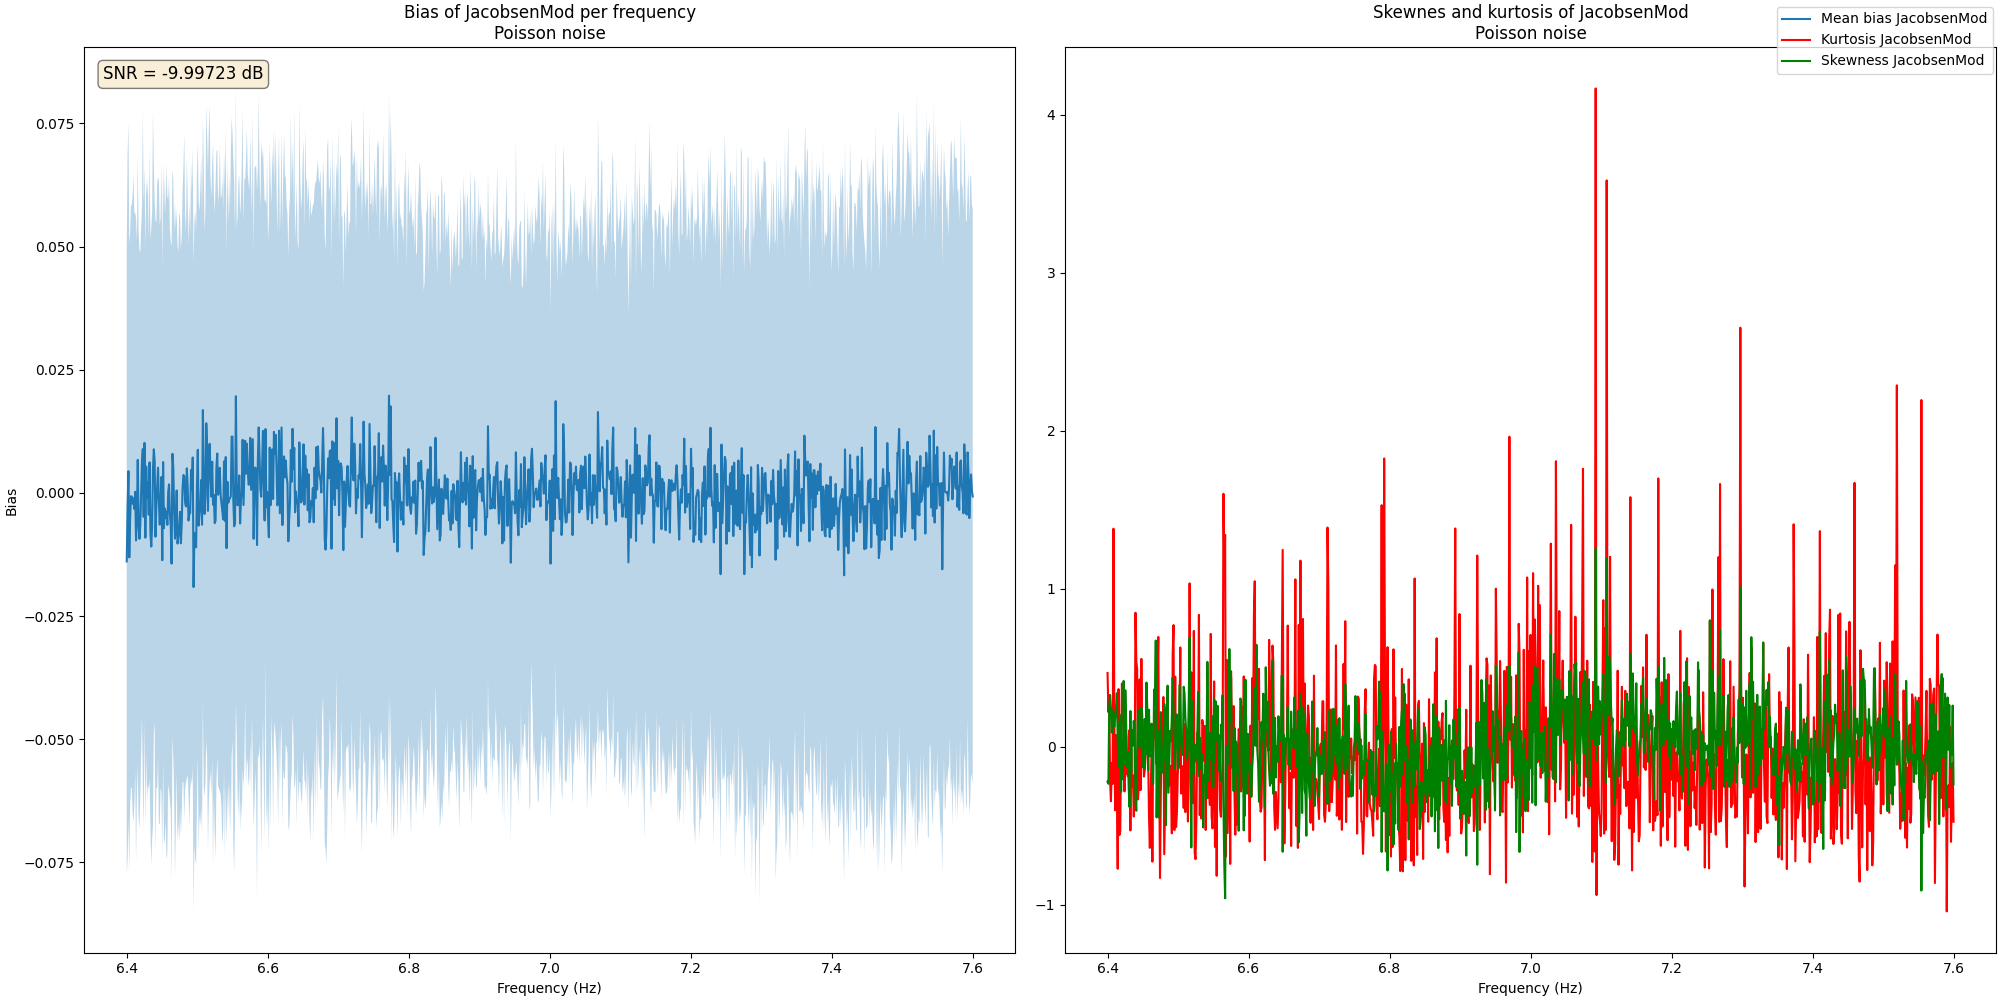 Bias of JacobsenMod per frequency
Poisson noise
SNR = -9.99723 dB
0.075
0.050
0.025
0.000
−0.025
−0.050
−0.075
Bias
6.4
6.6
6.8
7.0
7.2
7.4
7.6
Frequency (Hz)
Skewnes and kurtosis of JacobsenMod
Poisson noise
Mean bias JacobsenMod
Kurtosis JacobsenMod
Skewness JacobsenMod
4
3
2
1
0
−1
6.4
6.6
6.8
7.0
7.2
7.4
7.6
Frequency (Hz)